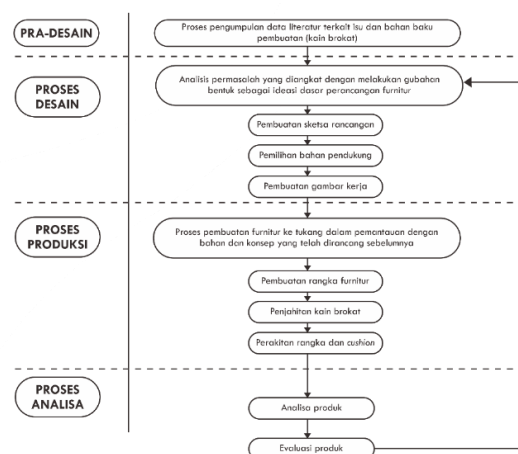 PRA-DESAIN
Proses pengumpulan data literatur terkait isu dan bahan baku
pembuatan (kain brokat)
PROSES
DESAIN
Analisis permasalah yang diangkat dengan melakukan gubahan
bentuk sebagai ideasi dasar perancangan furnitur
Pembuatan sketsa rancangan
Pemilihan bahan pendukung
Pembuatan gambar kerja
PROSES
PRODUKSI
Proses pembuatan furnitur ke tukang dalam pemantauan dengan
bahan dan konsep yang telah dirancang sebelumnya
Pembuatan rangka furnitur
Penjahitan kain brokat
Perakitan rangka dan cushion
PROSES
ANALISA
Analisa produk
Evaluasi produk